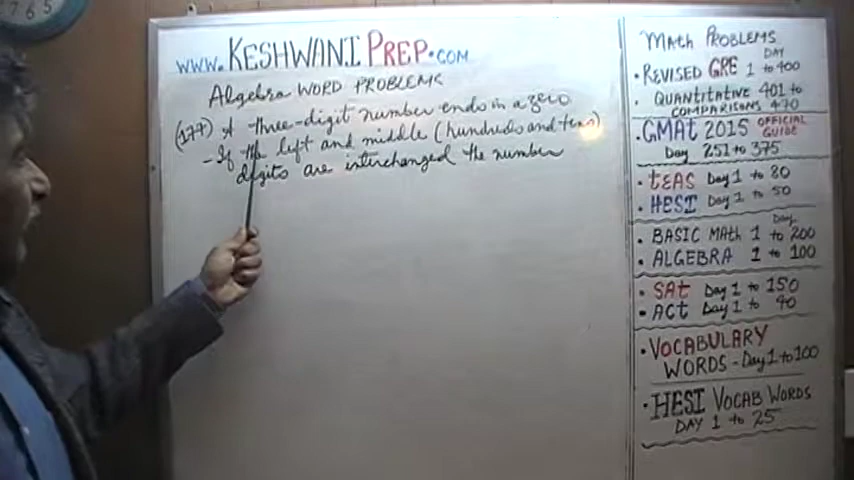 www.KESHWANIPREP.COM
Algebra WORD PROBLEMS
(177) A three-digit number ends in a zero
- If the left and middle (hundreds and tens)
digits are interchanged the number
MATH PROBLEMS
DAY
• REVISED GRE 1 to 400
• QUANTITATIVE 401 to
COMPARISONS 470
• GMAT 2015 OFFICIAL GUIDE
Day 251 to 375
• TEAS Day 1 to 80
• HESI Day 1 to 50
Day
• BASIC MATH 1 to 200
• ALGEBRA 1 to 100
• SAT Day 1 to 150
• ACT Day 1 to 90
• VOCABULARY
WORDS - Day 1 to 100
• HESI VOCAB WORDS
DAY 1 to 25
7 6 5